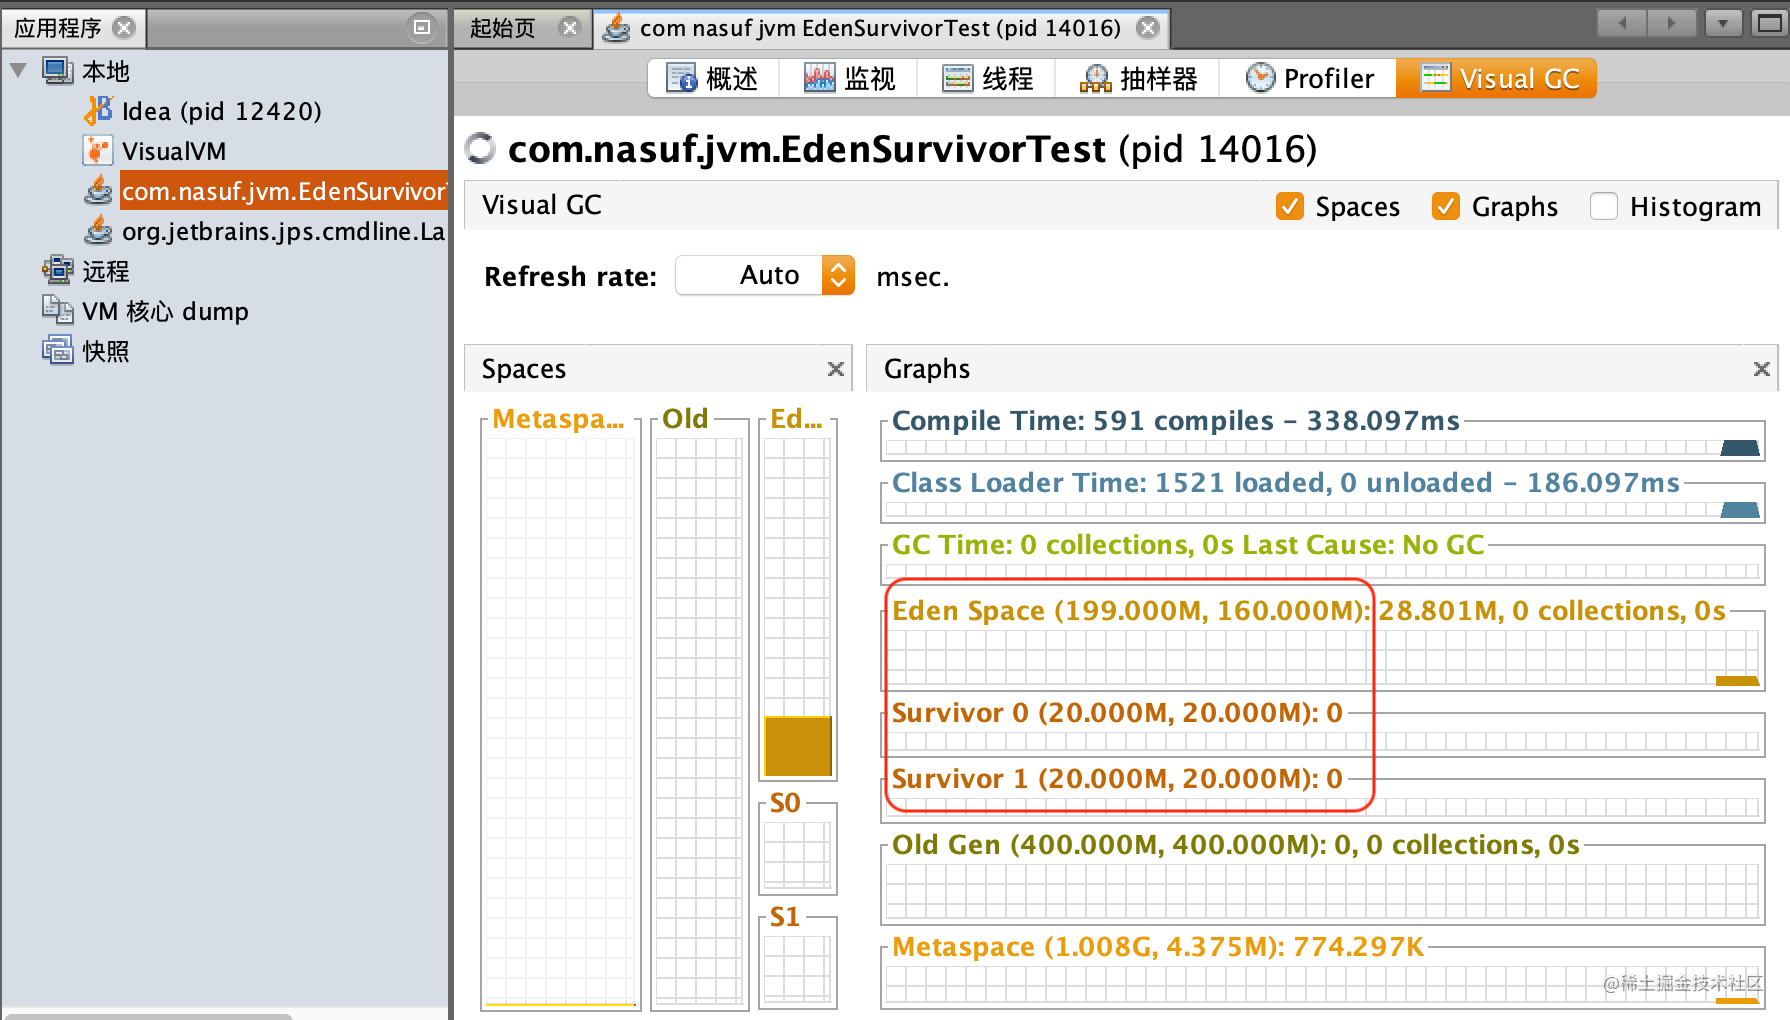 应用程序
起始页
com nasuf jvm EdenSurvivorTest (pid 14016)
本地
Idea (pid 12420)
VisualVM
com.nasuf.jvm.EdenSurvivorT
org.jetbrains.jps.cmdline.La
远程
VM 核心 dump
快照
概述
监视
线程
抽样器
Profiler
Visual GC
com.nasuf.jvm.EdenSurvivorTest (pid 14016)
Visual GC
Spaces
Graphs
Histogram
Refresh rate:
Auto
msec.
Spaces
Graphs
Metaspa...
Old
Ed...
S0
S1
Compile Time: 591 compiles - 338.097ms
Class Loader Time: 1521 loaded, 0 unloaded - 186.097ms
GC Time: 0 collections, 0s Last Cause: No GC
Eden Space (199.000M, 160.000M): 28.801M, 0 collections, 0s
Survivor 0 (20.000M, 20.000M): 0
Survivor 1 (20.000M, 20.000M): 0
Old Gen (400.000M, 400.000M): 0, 0 collections, 0s
Metaspace (1.008G, 4.375M): 774.297K
@稀土掘金技术社区